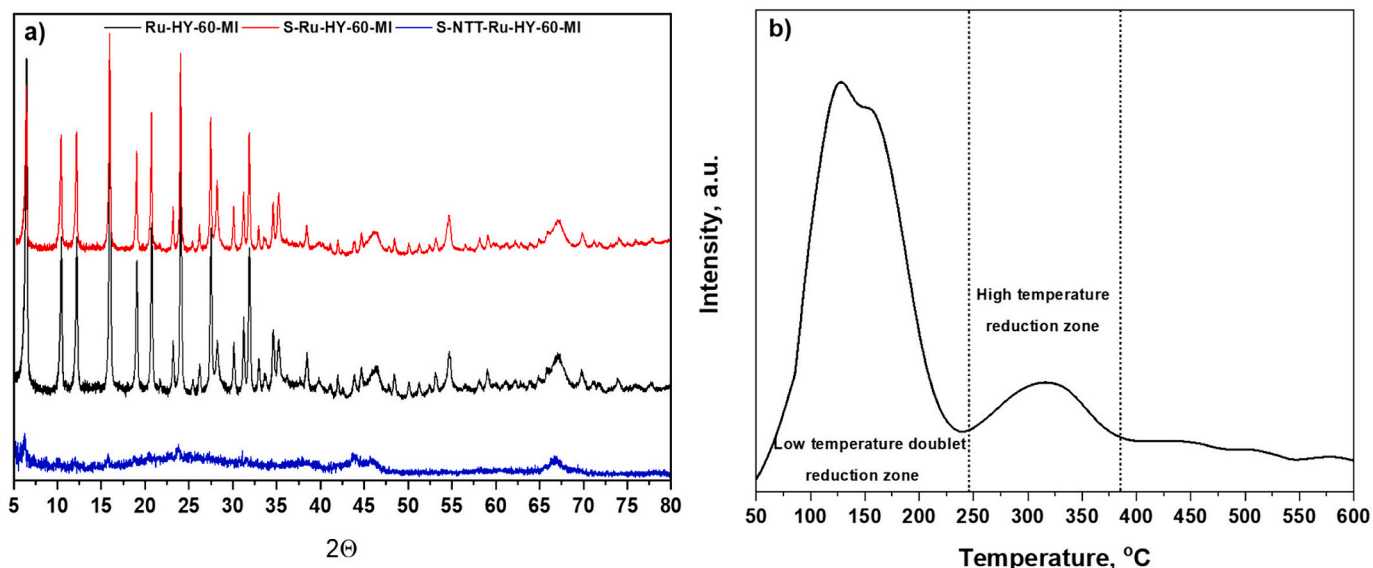 a)
Ru-HY-60-MI S-Ru-HY-60-MI S-NTT-Ru-HY-60-MI
5 10 15 20 25 30 35 40 45 50 55 60 65 70 75 80
2Θ
b)
Intensity, a.u.
High temperature
reduction zone
Low temperature doublet
reduction zone
50 100 150 200 250 300 350 400 450 500 550 600
Temperature, °C